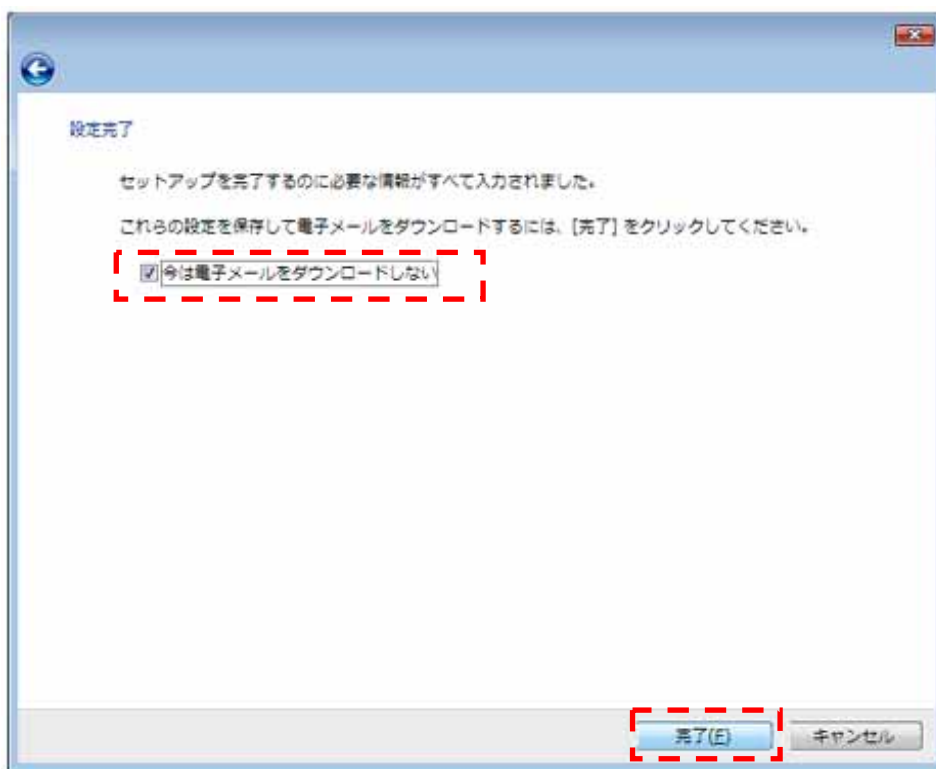 設定完了
セットアップを完了するのに必要な情報がすべて入力されました。
これらの設定を保存して電子メールをダウンロードするには、[完了] をクリックしてください。
今は電子メールをダウンロードしない
完了(F) キャンセル